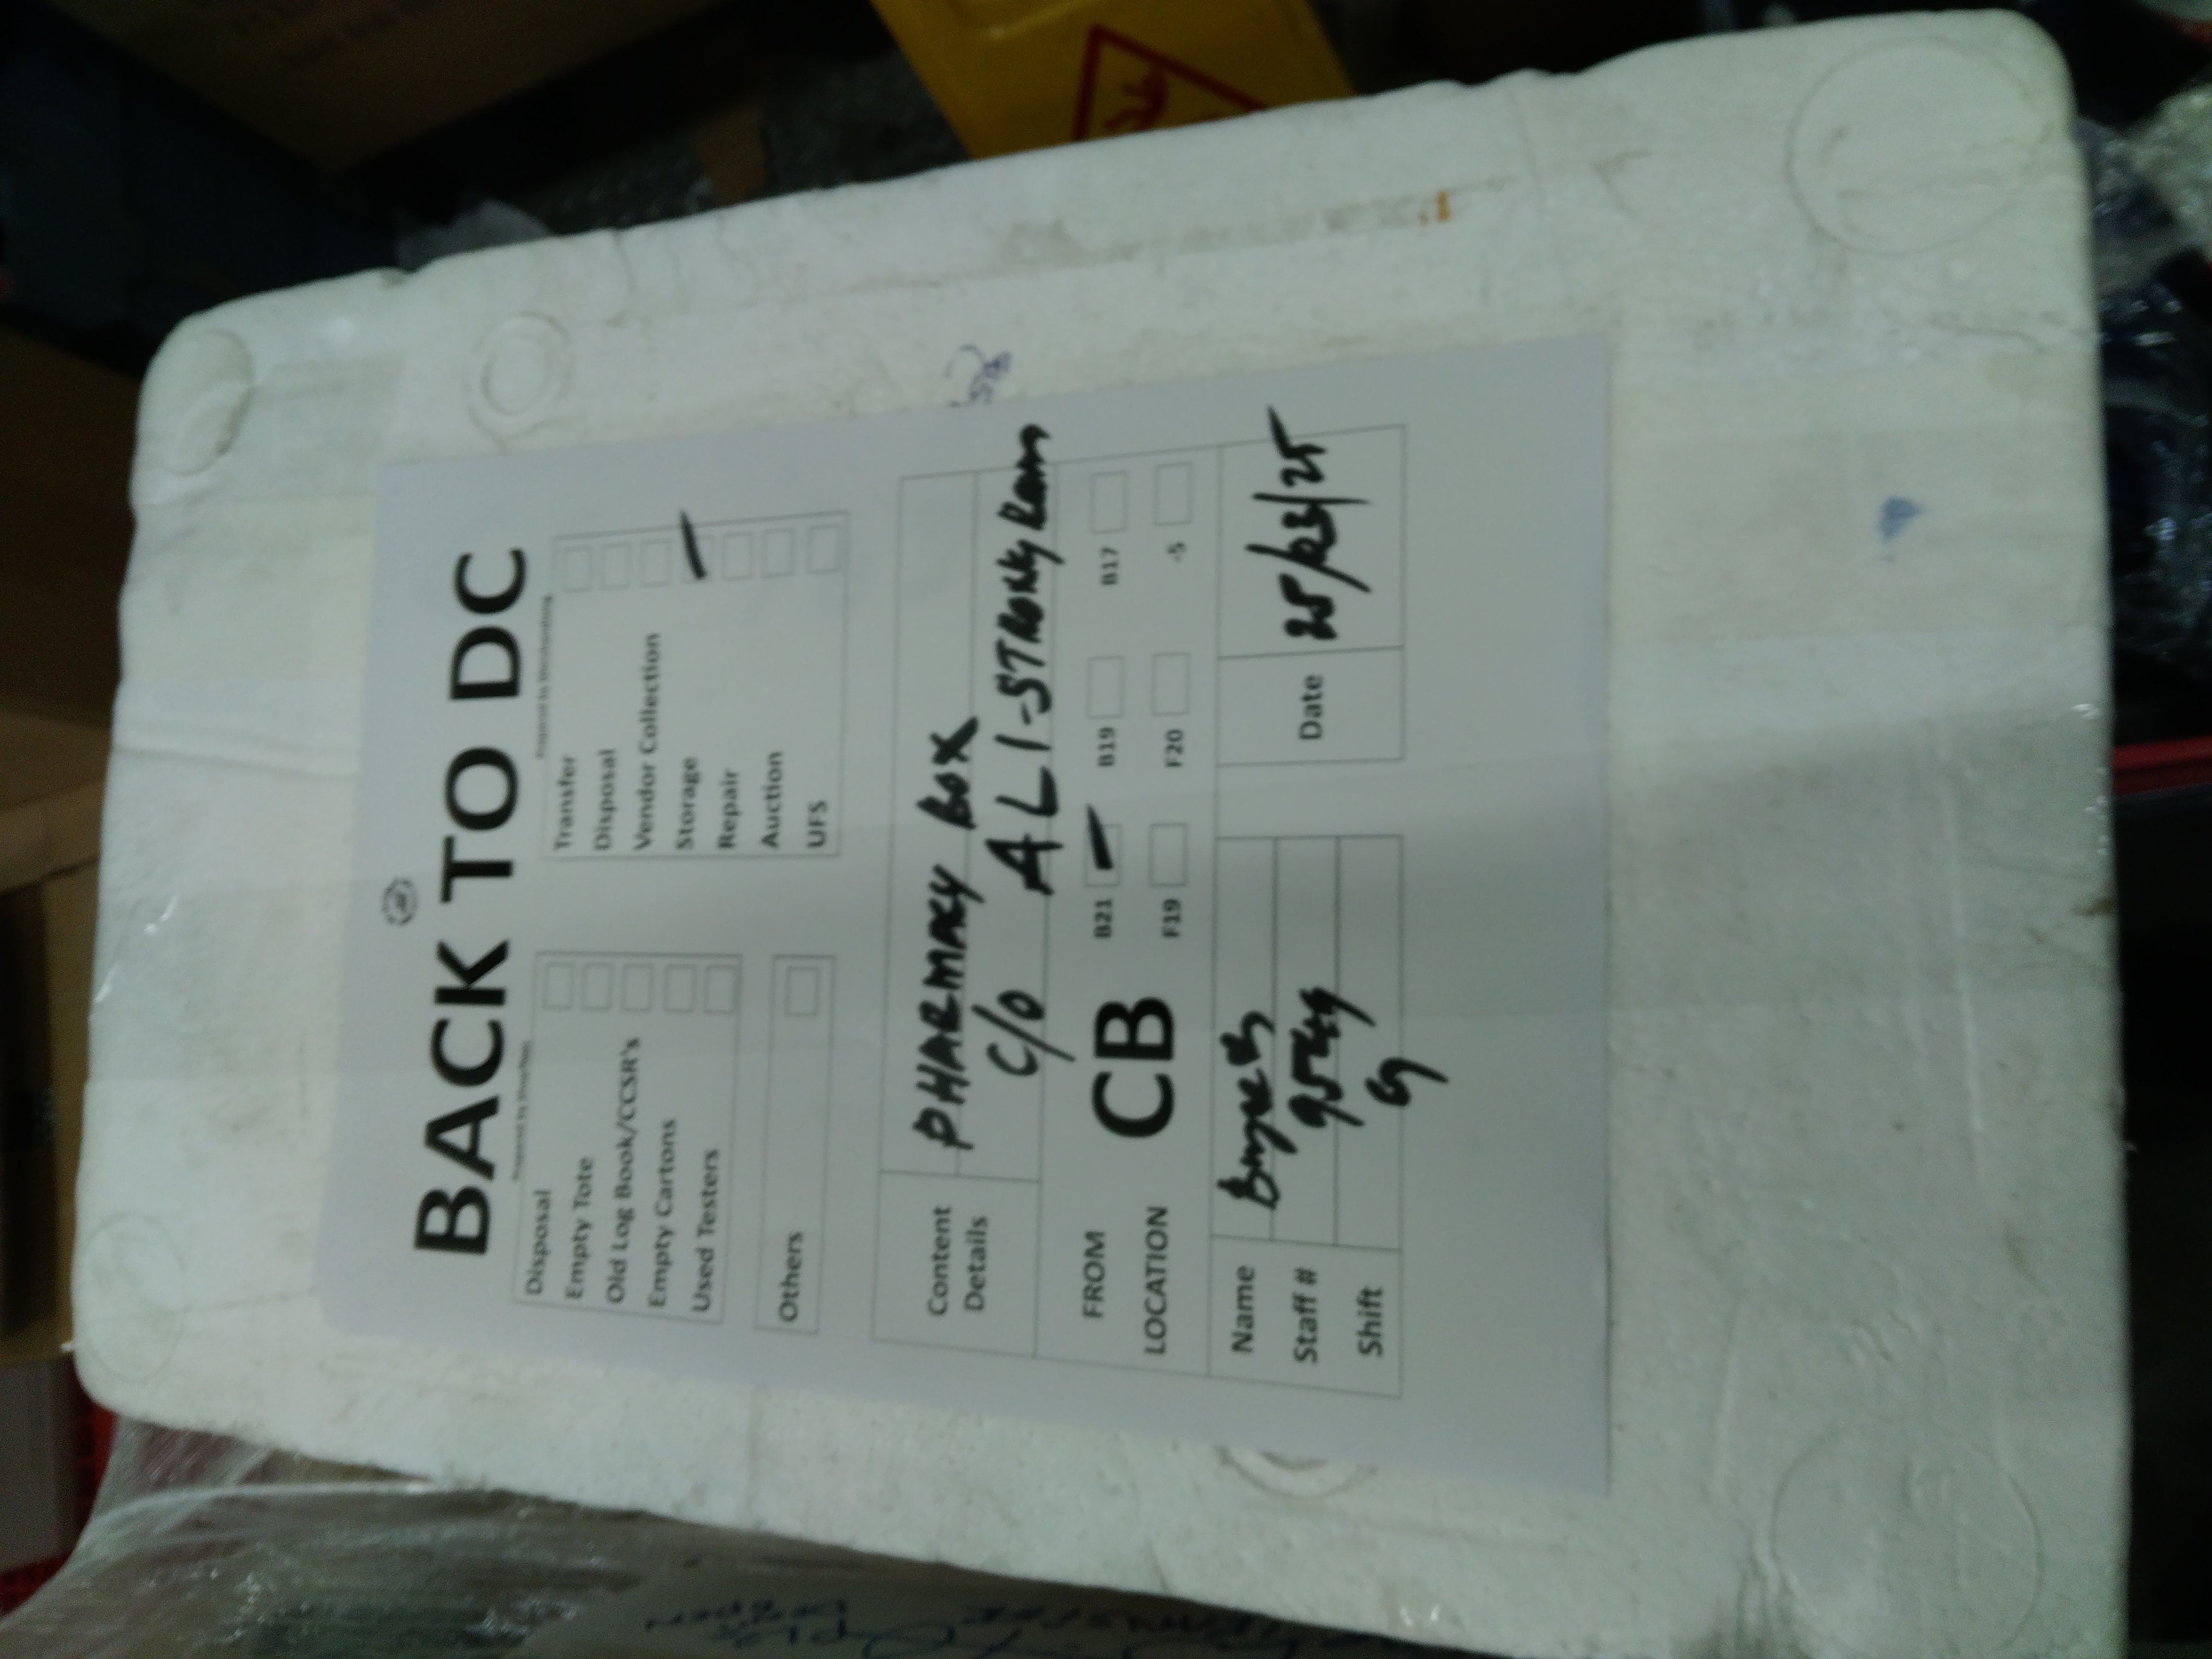 BACK TO DC
Disposal
Empty Tote
Old Log Book/CCSR's
Empty Cartons
Used Testers
Others
Transfer
Disposal
Vendor Collection
Storage
Repair
Auction
UFS
Content Details
PHARMACY BOX
C/O ALI-STRONG Room
FROM LOCATION
CB
B21 B19 B17
F19 F20 -5
Name
Staff #
Shift
Date 25/03/25